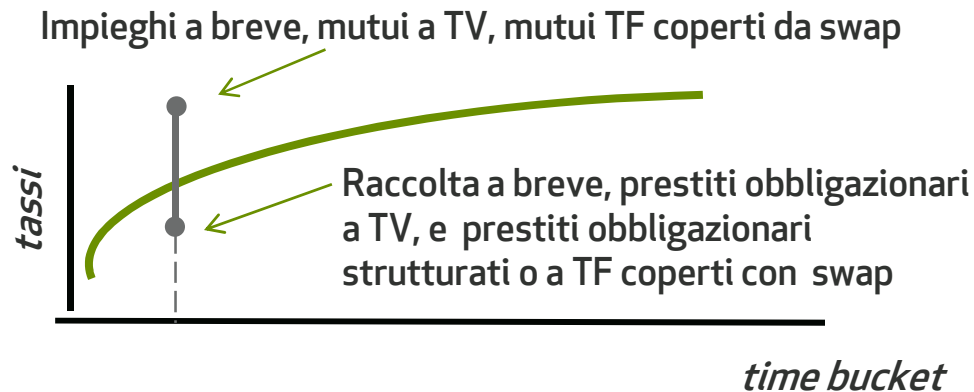 Impieghi a breve, mutui a TV, mutui TF coperti da swap
tassi
Raccolta a breve, prestiti obbligazionari
a TV, e prestiti obbligazionari
strutturati o a TF coperti con swap
time bucket